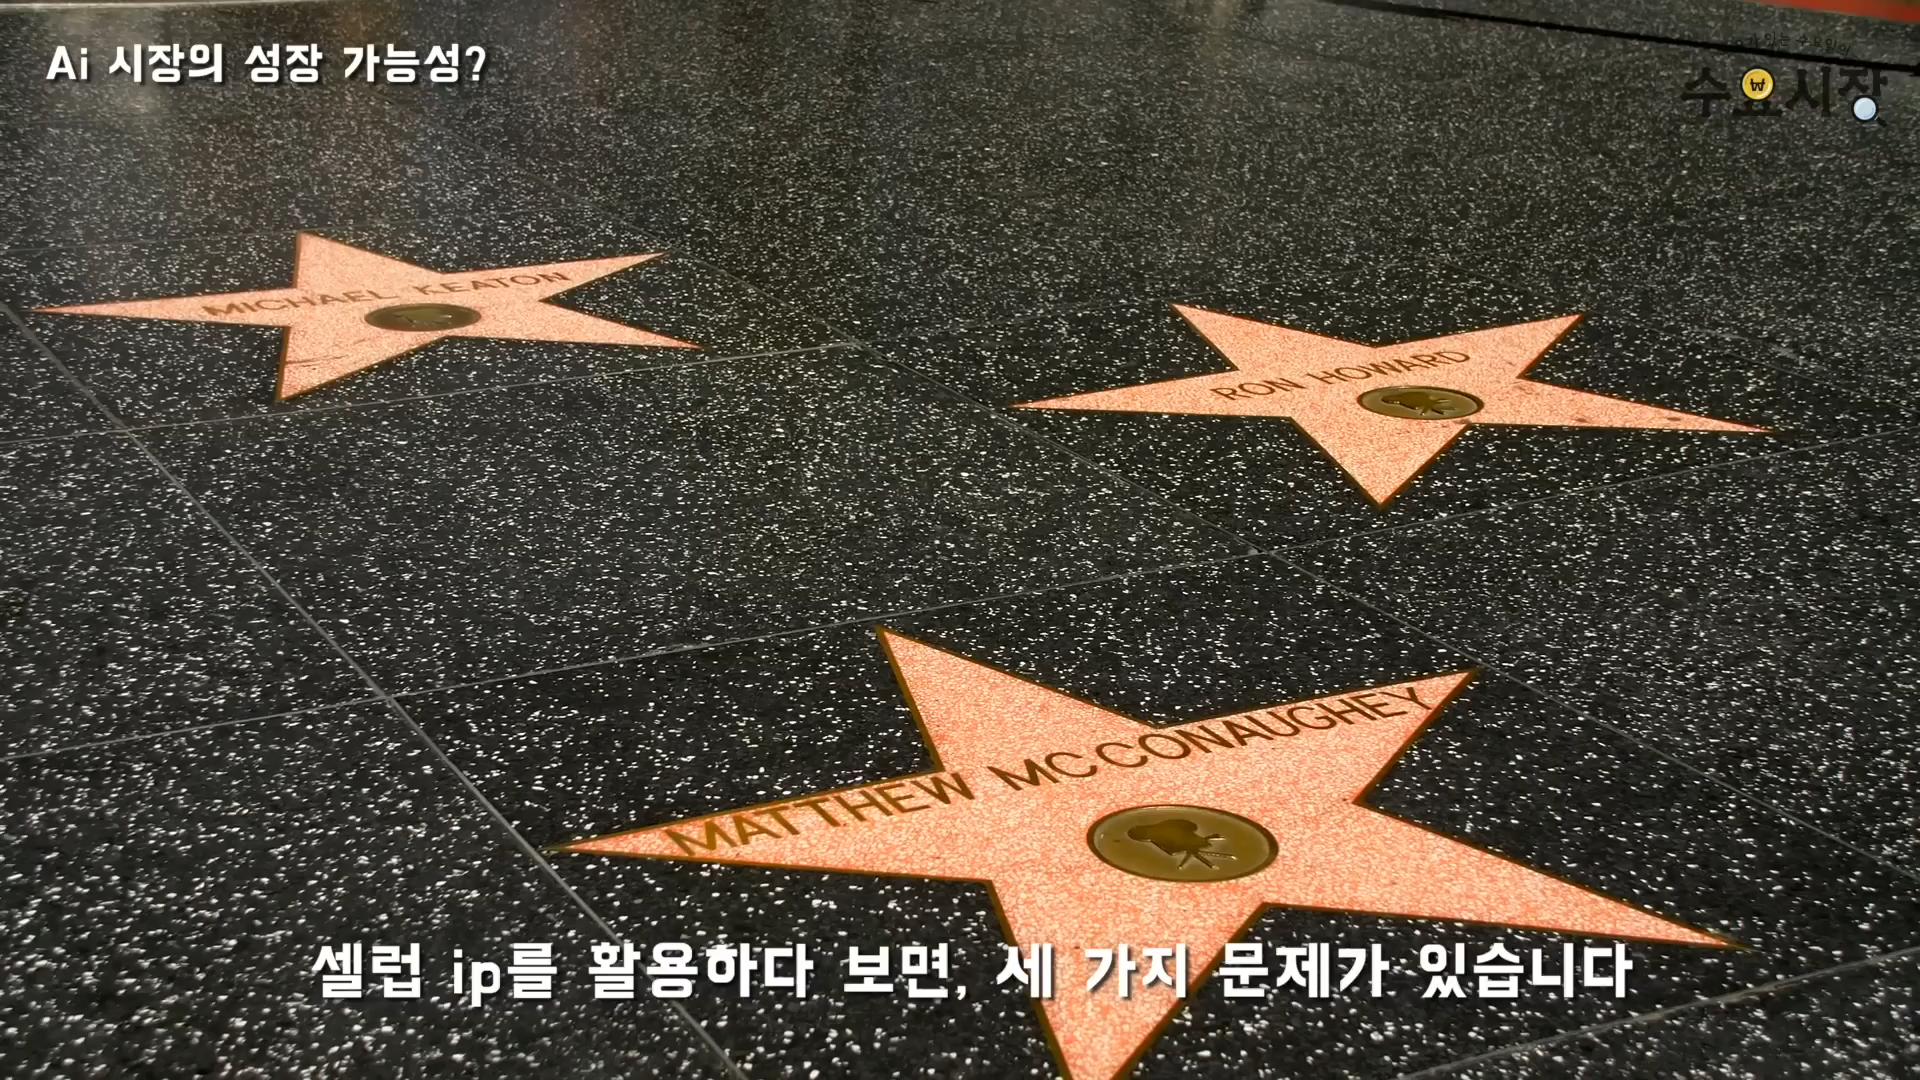 Ai 시장의 성장 가능성?
수요시장
MICHAEL KEATON
RON HOWARD
MATTHEW MCCONAUGHEY
셀럽 ip를 활용하다 보면, 세 가지 문제가 있습니다